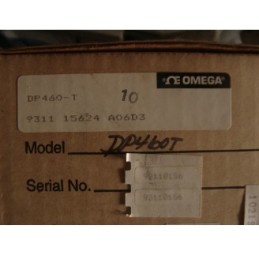 OMEGA
DP460-T 10
9311 15624 A06D3
Model DP460T
Serial No.